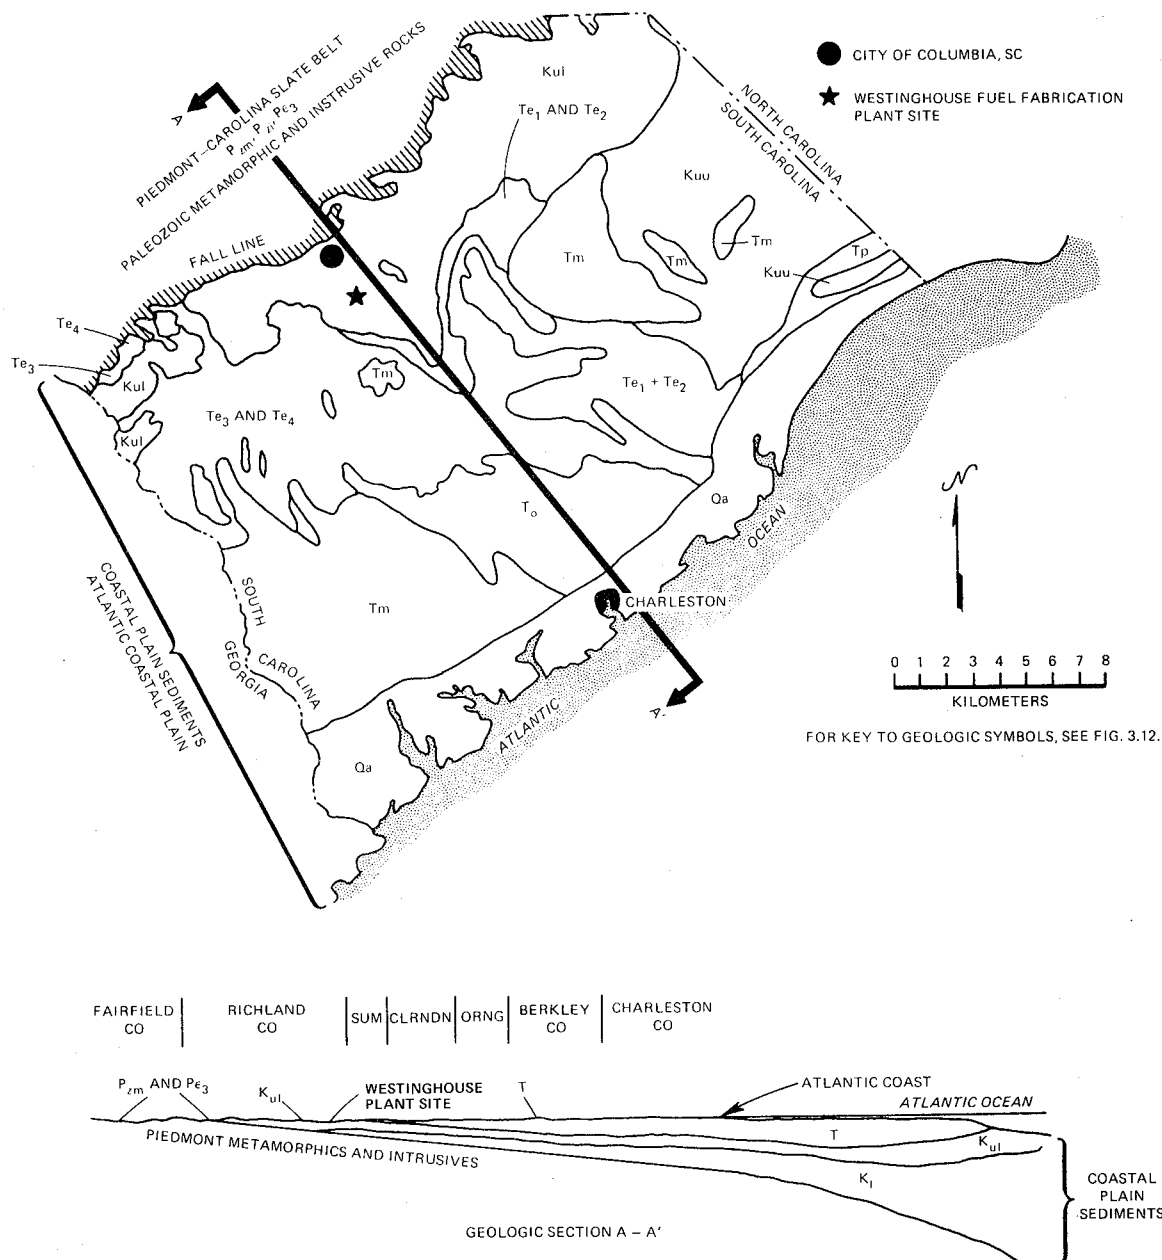 CITY OF COLUMBIA, SC
WESTINGHOUSE FUEL FABRICATION
PLANT SITE
PIEDMONT–CAROLINA SLATE BELT
PALEOZOIC METAMORPHIC AND INSTRUSIVE ROCKS
FALL LINE
A
NORTH CAROLINA
SOUTH CAROLINA
Kul
Te1 AND Te2
Kuu
Tm
Tm
Tm
Kuu
Tp
Te4
Te3
Kul
Kul
Tm
Te3 AND Te4
Te1 + Te2
To
Qa
N
OCEAN
SOUTH
CAROLINA
GEORGIA
Tm
CHARLESTON
COASTAL PLAIN SEDIMENTS
ATLANTIC COASTAL PLAIN
ATLANTIC
Qa
A'
0 1 2 3 4 5 6 7 8
KILOMETERS
FOR KEY TO GEOLOGIC SYMBOLS, SEE FIG. 3.12.
FAIRFIELD
CO
RICHLAND
CO
SUM
CLRNDN
ORNG
BERKLEY
CO
CHARLESTON
CO
Pzm AND Pϵ3
Kul
WESTINGHOUSE
PLANT SITE
T
ATLANTIC COAST
ATLANTIC OCEAN
PIEDMONT METAMORPHICS AND INTRUSIVES
T
Kul
Kl
COASTAL
PLAIN
SEDIMENTS
GEOLOGIC SECTION A – A'